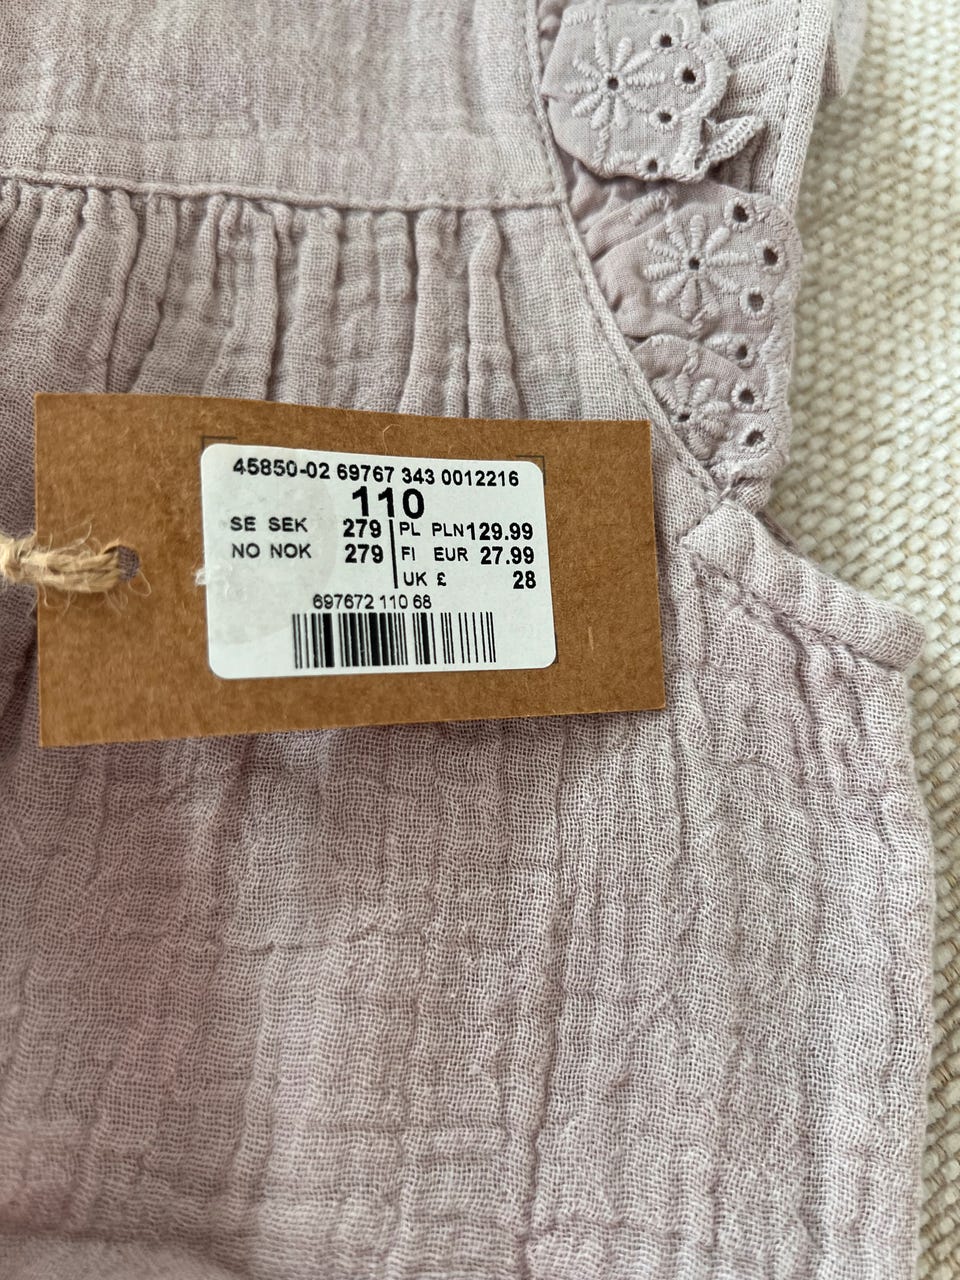 45850-02 69767 343 0012216
110
SE SEK 279 PL PLN129.99
NO NOK 279 FI EUR 27.99
UK £ 28
697672 110 68